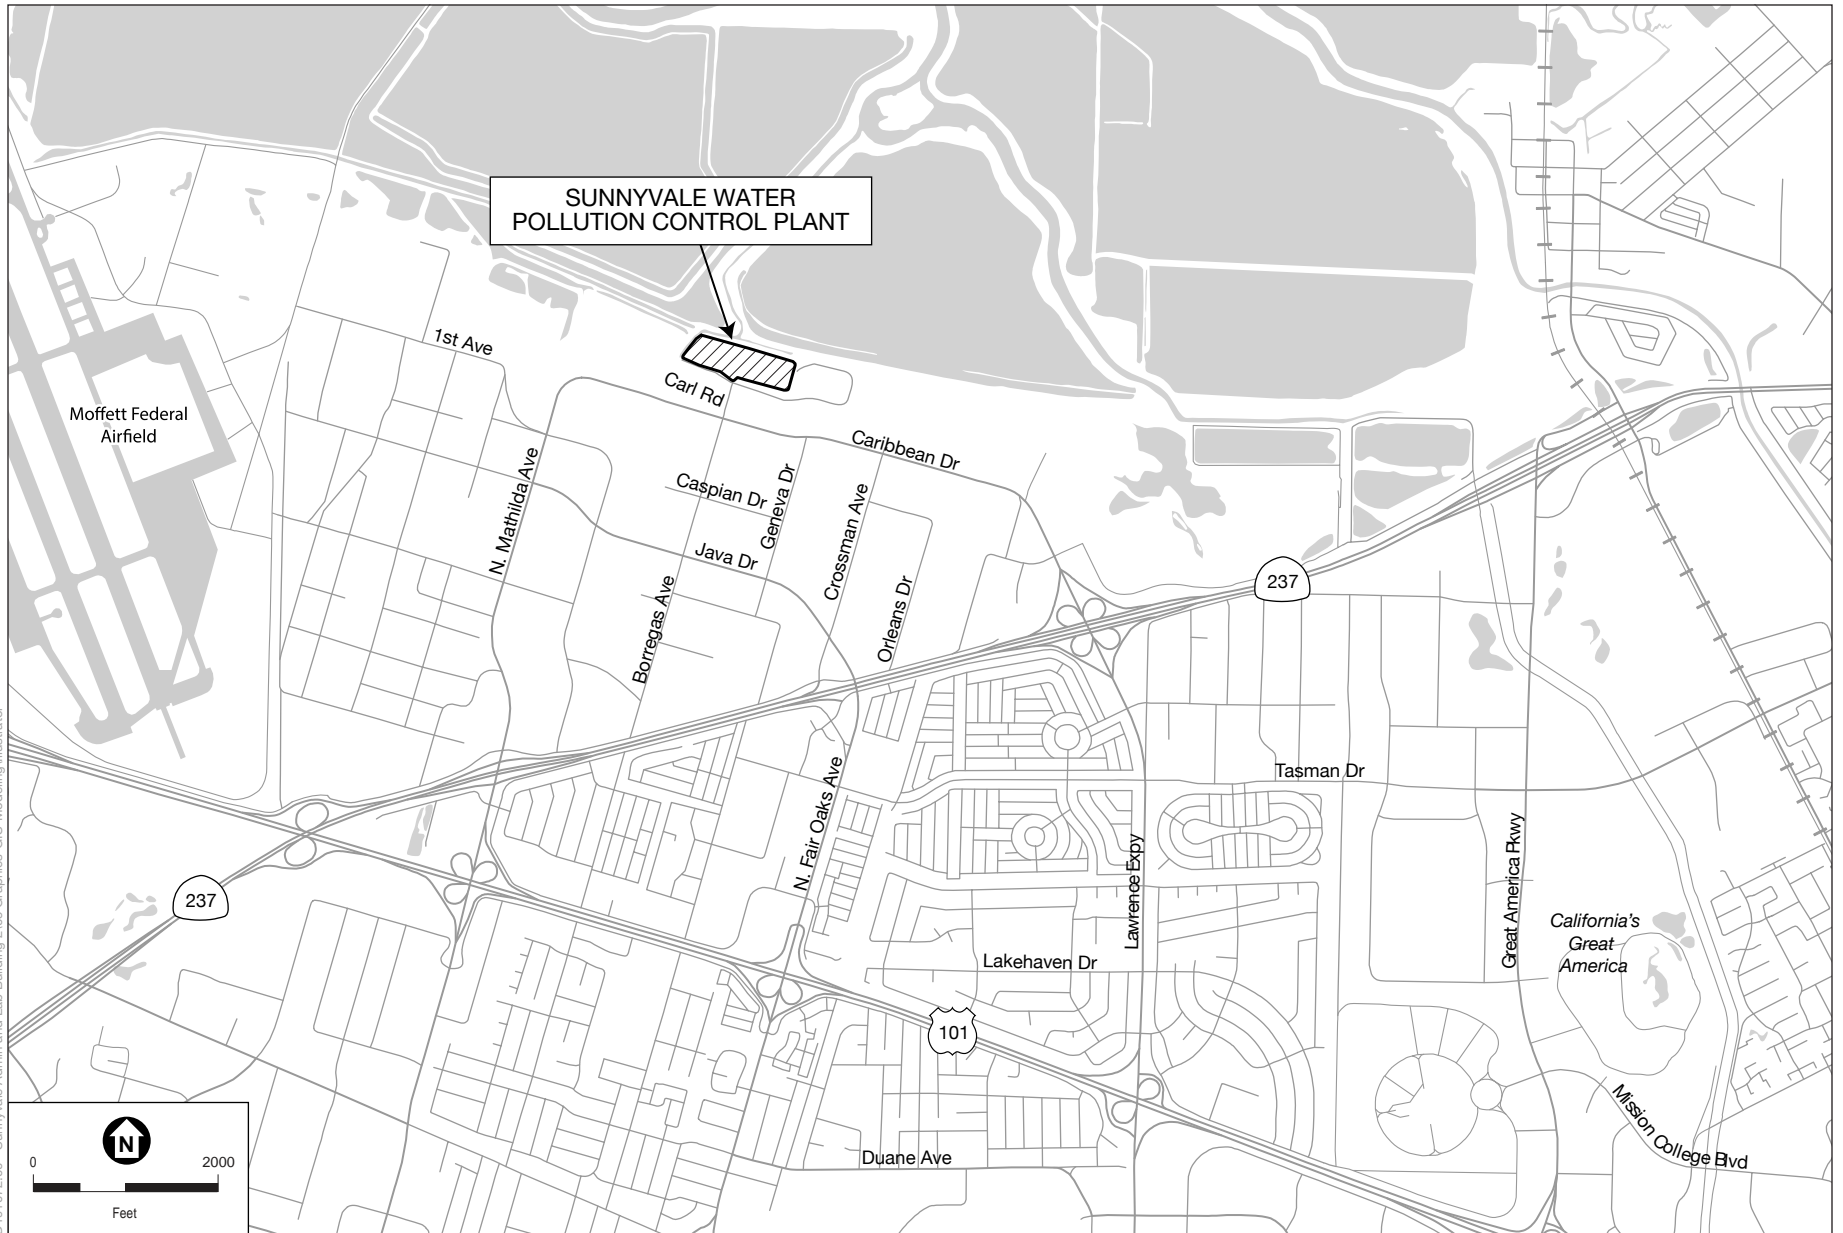 SUNNYVALE WATER
POLLUTION CONTROL PLANT
1st Ave
Carl Rd
Moffett Federal
Airfield
Caribbean Dr
N. Mathilda Ave
Caspian Dr
Geneva Dr
Crossman Ave
Java Dr
Borregas Ave
Orleans Dr
237
Tasman Dr
N. Fair Oaks Ave
Lawrence Expy
Great America Pkwy
237
California's
Great
America
Lakehaven Dr
101
Mission College Blvd
Duane Ave
N
0 2000
Feet